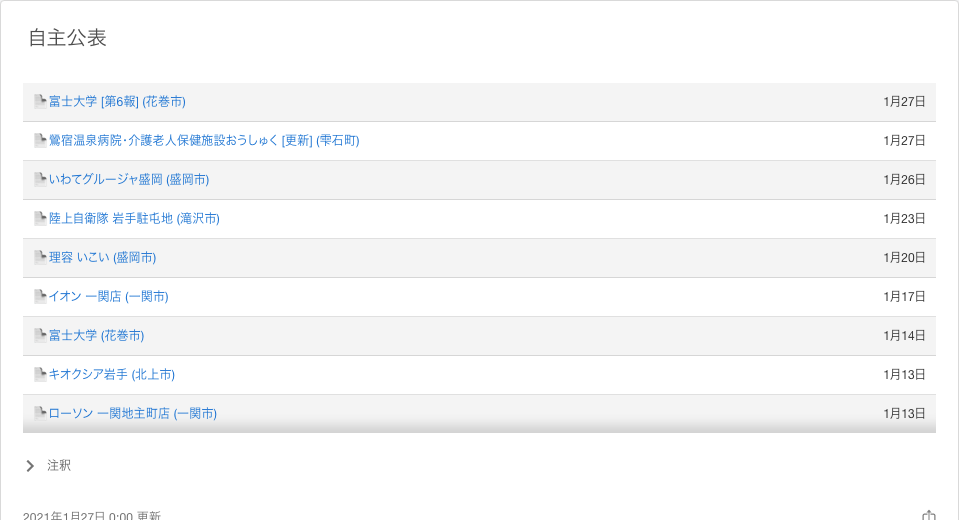 自主公表
富士大学 [第6報] (花巻市) 1月27日
鶯宿温泉病院・介護老人保健施設おうしゅく [更新] (雫石町) 1月27日
いわてグルージャ盛岡 (盛岡市) 1月26日
陸上自衛隊 岩手駐屯地 (滝沢市) 1月23日
理容 いこい (盛岡市) 1月20日
イオン 一関店 (一関市) 1月17日
富士大学 (花巻市) 1月14日
キオクシア岩手 (北上市) 1月13日
ローソン 一関地主町店 (一関市) 1月13日
注釈
2021年1月27日 0:00 更新